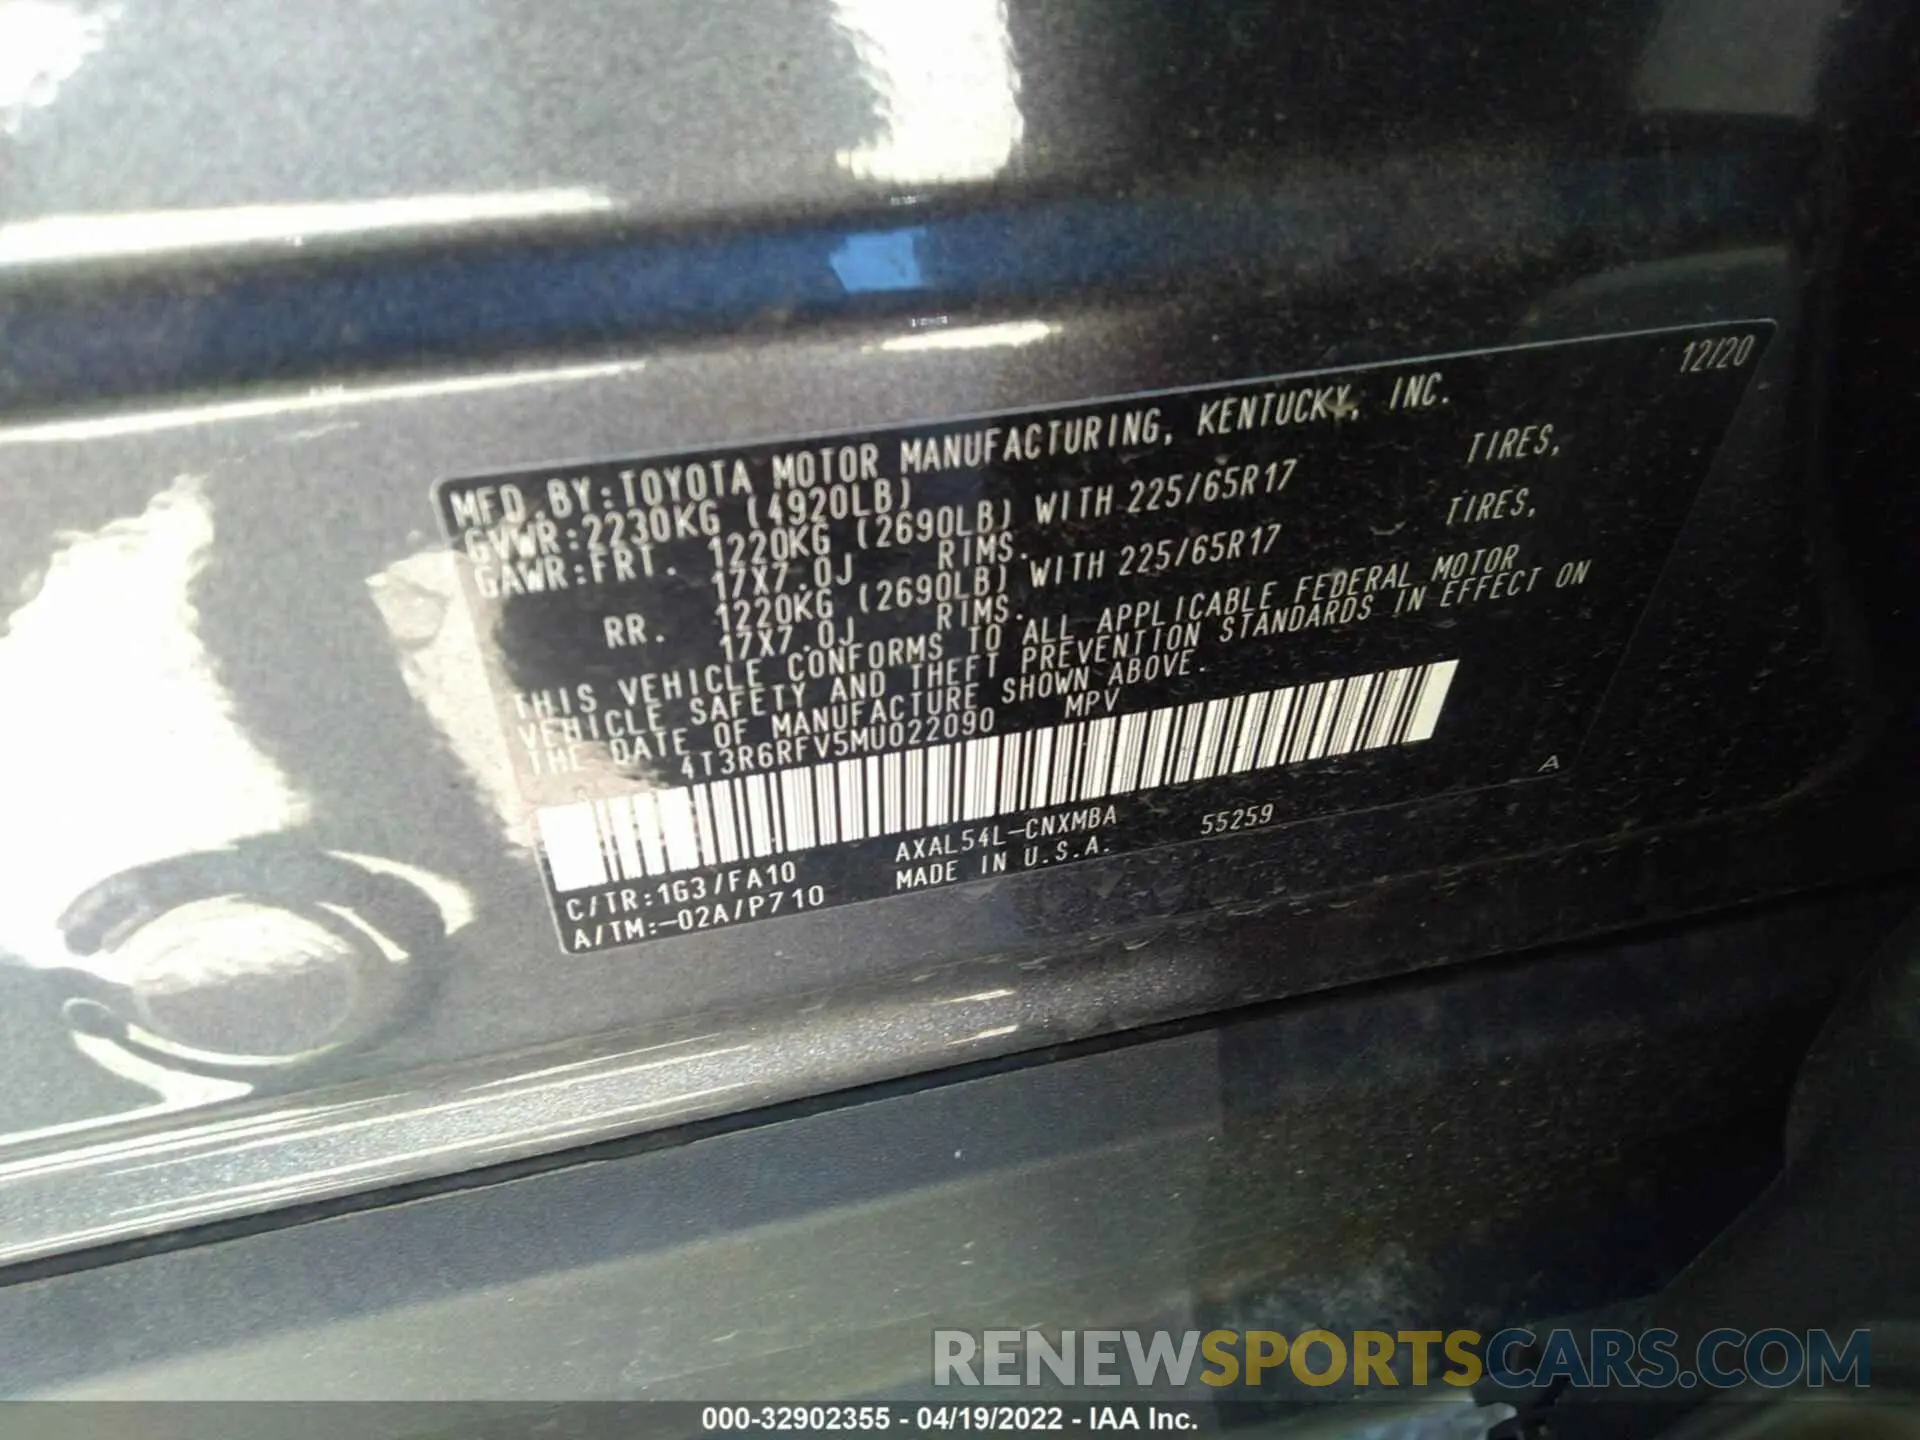 12/20
MFD.BY:TOYOTA MOTOR MANUFACTURING, KENTUCKY, INC.
GVWR:2230KG (4920LB)
GAWR:FRT. 1220KG (2690LB) WITH 225/65R17 TIRES,
17X7.0J RIMS.
RR. 1220KG (2690LB) WITH 225/65R17 TIRES,
17X7.0J RIMS.
THIS VEHICLE CONFORMS TO ALL APPLICABLE FEDERAL MOTOR
VEHICLE SAFETY AND THEFT PREVENTION STANDARDS IN EFFECT ON
THE DATE OF MANUFACTURE SHOWN ABOVE.
4T3R6RFV5MU022090 MPV
A
C/TR:1G3/FA10 AXAL54L-CNXMBA 55259
A/TM:-02A/P710 MADE IN U.S.A.
RENEWSPORTSCARS.COM
000-32902355 - 04/19/2022 - IAA Inc.